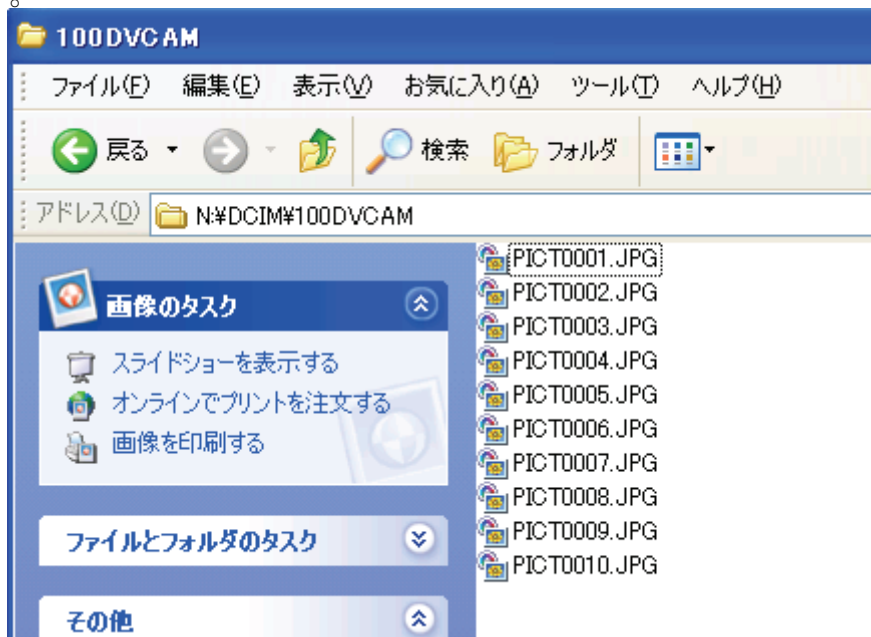 。
100DVCAM
ファイル(F) 編集(E) 表示(V) お気に入り(A) ツール(T) ヘルプ(H)
戻る 検索 フォルダ
アドレス(D) N:¥DCIM¥100DVCAM
画像のタスク
スライドショーを表示する
オンラインでプリントを注文する
画像を印刷する
ファイルとフォルダのタスク
その他
PICT0001.JPG
PICT0002.JPG
PICT0003.JPG
PICT0004.JPG
PICT0005.JPG
PICT0006.JPG
PICT0007.JPG
PICT0008.JPG
PICT0009.JPG
PICT0010.JPG